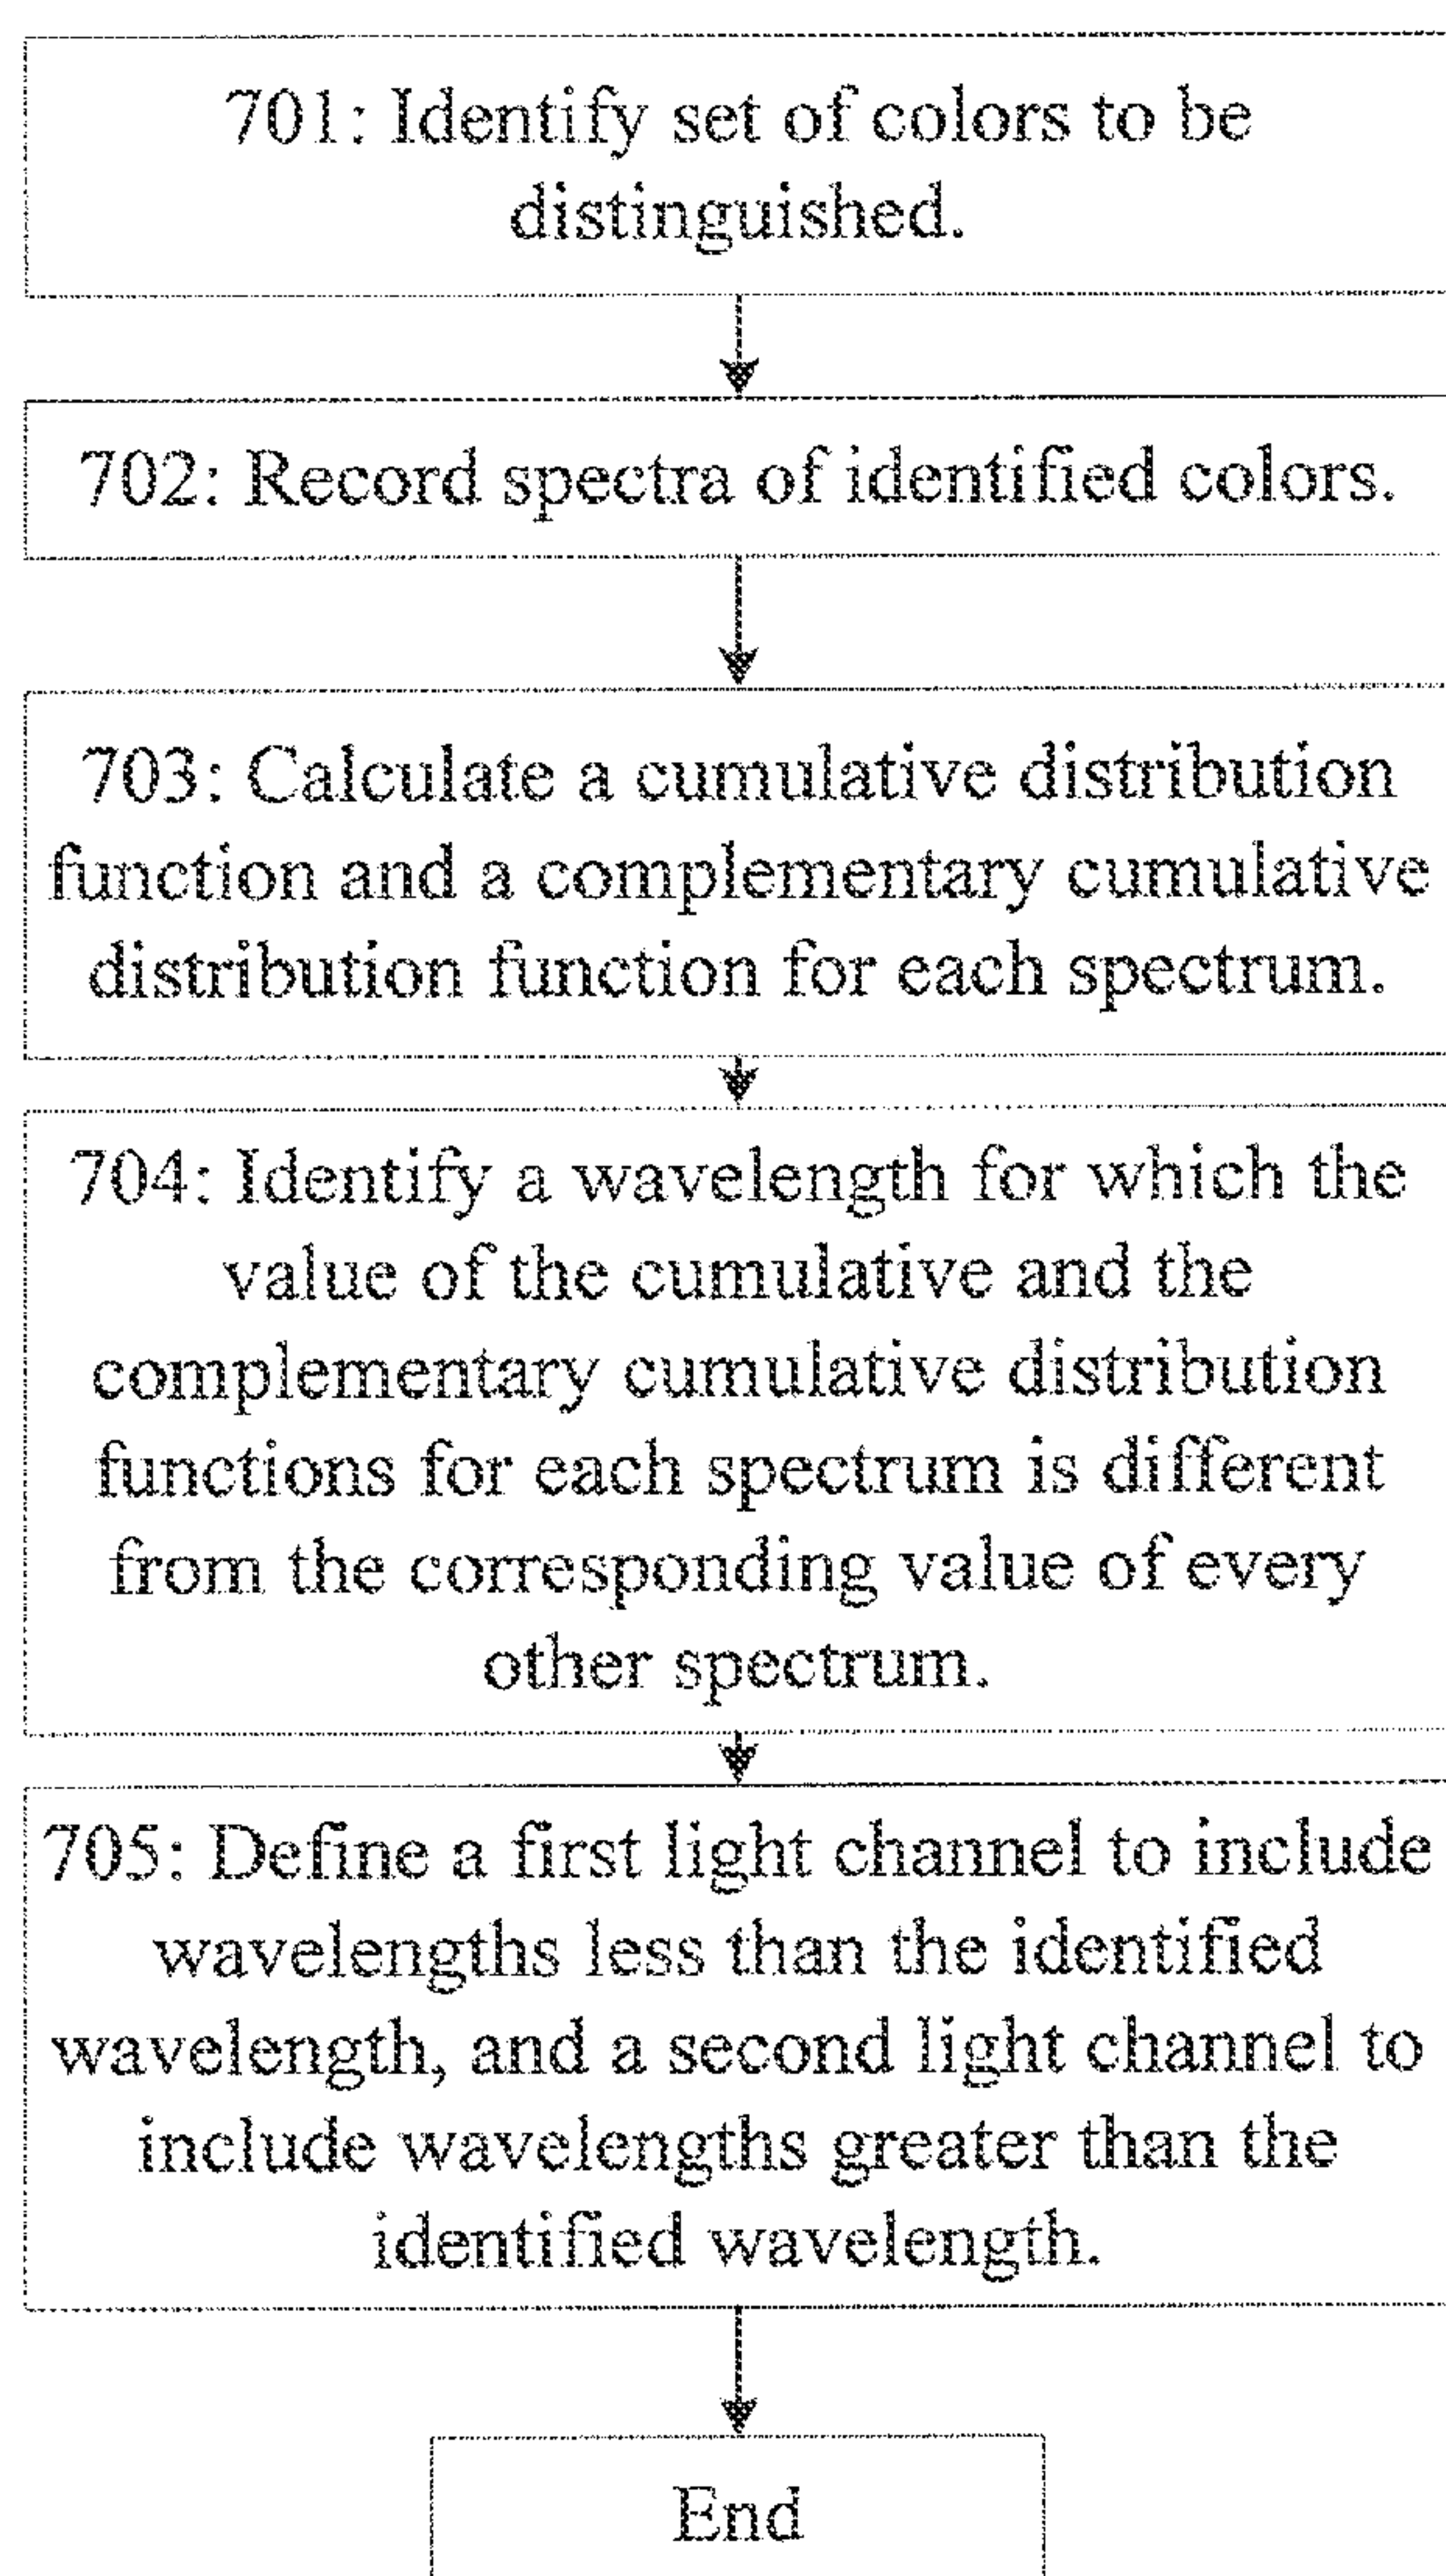 701: Identify set of colors to be
distinguished.
702: Record spectra of identified colors.
703: Calculate a cumulative distribution
function and a complementary cumulative
distribution function for each spectrum.
704: Identify a wavelength for which the
value of the cumulative and the
complementary cumulative distribution
functions for each spectrum is different
from the corresponding value of every
other spectrum.
705: Define a first light channel to include
wavelengths less than the identified
wavelength, and a second light channel to
include wavelengths greater than the
identified wavelength.
End